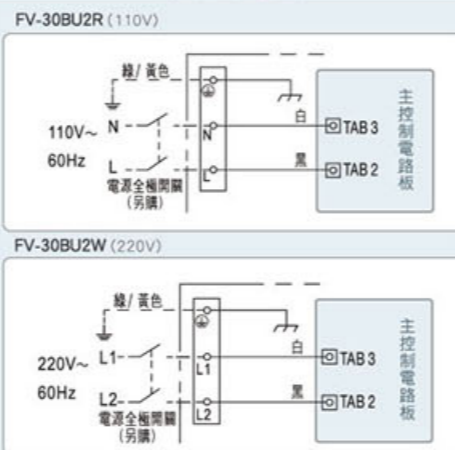 FV-30BU2R (110V)
綠/黃色
110V~
60Hz
N
L
電源全極開關
(另購)
N
L
白
黑
TAB 3
TAB 2
主控制電路板
FV-30BU2W (220V)
綠/黃色
220V~
60Hz
L1
L2
電源全極開關
(另購)
L1
L2
白
黑
TAB 3
TAB 2
主控制電路板